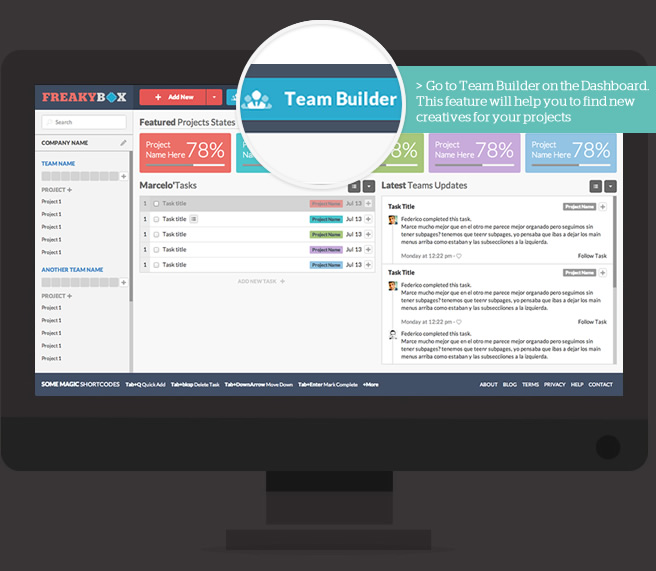 FREAKYBOX
+ Add New
Team Builder
> Go to Team Builder on the Dashboard.
This feature will help you to find new
creatives for your projects
Search
COMPANY NAME
TEAM NAME
PROJECT +
Project 1
Project 1
Project 1
Project 1
Project 1
ANOTHER TEAM NAME
PROJECT +
Project 1
Project 1
Project 1
Project 1
Project 1
Featured Projects States
Project
Name Here 78%
8%
Project
Name Here 78%
Project
Name Here 78%
Marcelo'Tasks
1 Task title Project Name Jul 13 +
1 Task title Project Name Jul 13 +
1 Task title Project Name Jul 13 +
1 Task title Project Name Jul 13 +
1 Task title Project Name Jul 13 +
ADD NEW TASK +
Latest Teams Updates
Task Title Project Name +
Federico completed this task.
Marce mucho mejor que en el otro me parece mejor organado pero seguimos sin
tener subpages? tenemos que teenr subpages, yo pensaba que ibas a dejar los main
menus arriba como estaban y las subsecciones a la izquierda.
Monday at 12:22 pm - Follow Task
Task Title Project Name +
Federico completed this task.
Marce mucho mejor que en el otro me parece mejor organado pero seguimos sin
tener subpages? tenemos que teenr subpages, yo pensaba que ibas a dejar los main
menus arriba como estaban y las subsecciones a la izquierda.
Monday at 12:22 pm - Follow Task
Federico completed this task.
Marce mucho mejor que en el otro me parece mejor organado pero seguimos sin
tener subpages? tenemos que teenr subpages, yo pensaba que ibas a dejar los main
menus arriba como estaban y las subsecciones a la izquierda.
SOME MAGIC SHORTCODES Tab+Q Quick Add Tab+blosp Delete Task Tab+DownArrow Move Down Tab+Enter Mark Complete +More
ABOUT BLOG TERMS PRIVACY HELP CONTACT